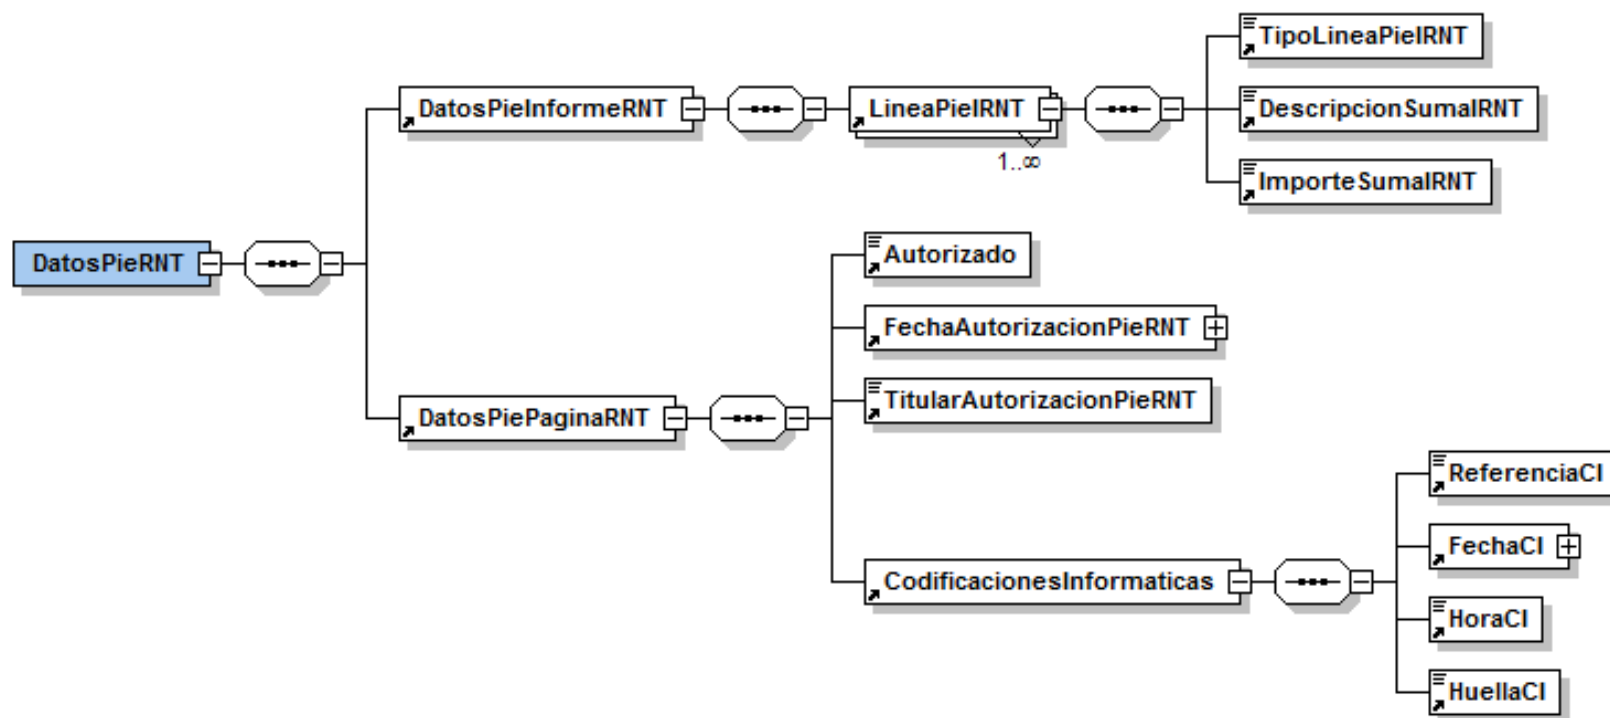 TipoLineaPieIRNT
DatosPieInformeRNT
LineaPieIRNT
DescripcionSumaIRNT
1..∞
ImporteSumaIRNT
DatosPieRNT
Autorizado
FechaAutorizacionPieRNT
DatosPiePaginaRNT
TitularAutorizacionPieRNT
ReferenciaCI
FechaCI
CodificacionesInformaticas
HoraCI
HuellaCI